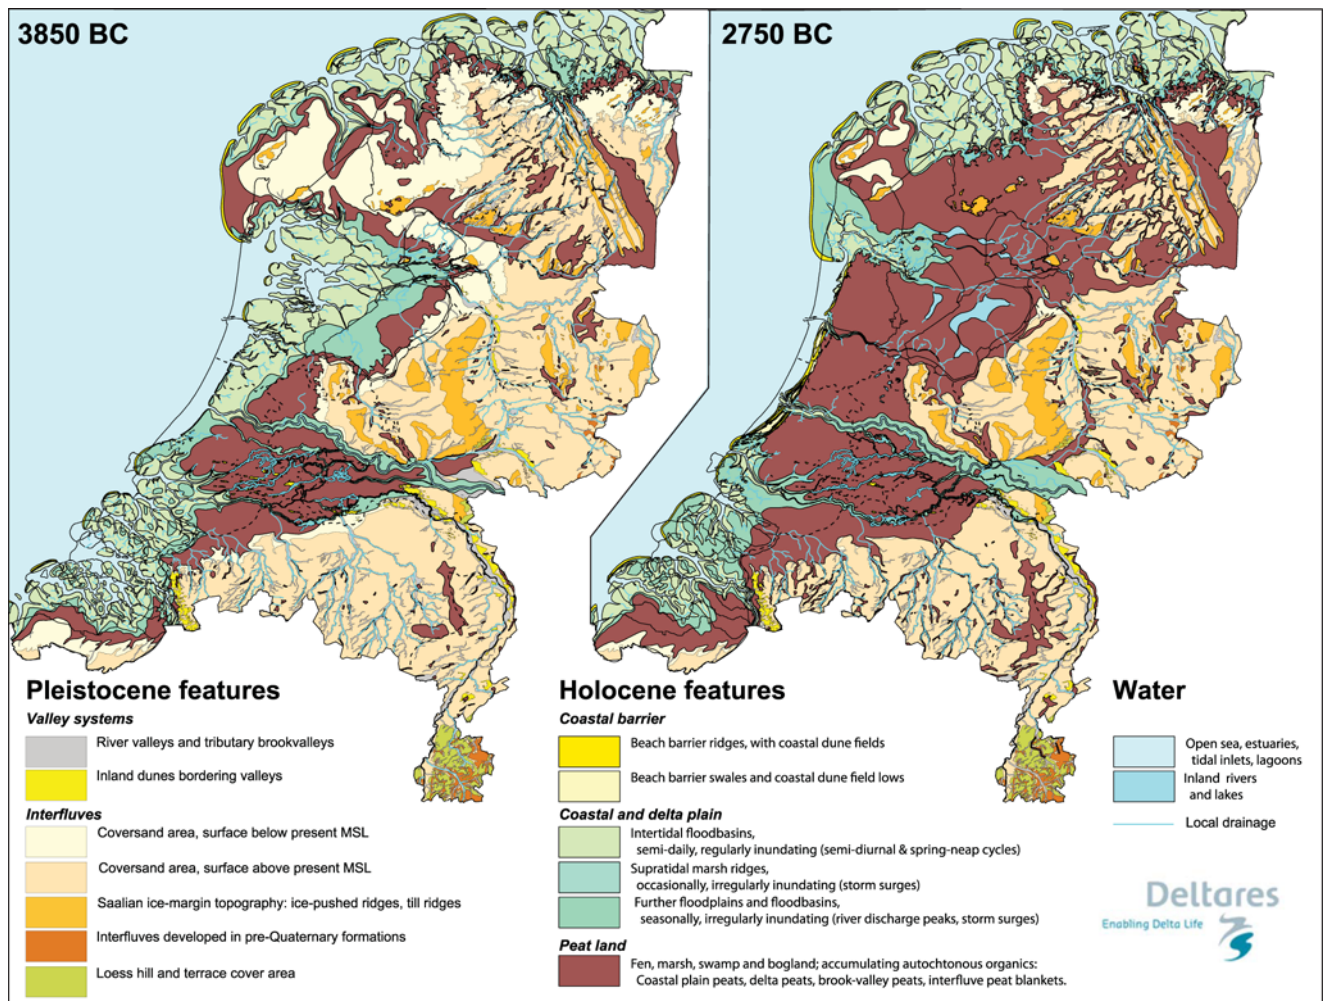 3850 BC
2750 BC
Pleistocene features
Valley systems
River valleys and tributary brookvalleys
Inland dunes bordering valleys
Interfluves
Coversand area, surface below present MSL
Coversand area, surface above present MSL
Saalian ice-margin topography: ice-pushed ridges, till ridges
Interfluves developed in pre-Quaternary formations
Loess hill and terrace cover area
Holocene features
Coastal barrier
Beach barrier ridges, with coastal dune fields
Beach barrier swales and coastal dune field lows
Coastal and delta plain
Intertidal floodbasins,
semi-daily, regularly inundating (semi-diurnal & spring-neap cycles)
Supratidal marsh ridges,
occasionally, irregularly inundating (storm surges)
Further floodplains and floodbasins,
seasonally, irregularly inundating (river discharge peaks, storm surges)
Peat land
Fen, marsh, swamp and bogland; accumulating autochtonous organics:
Coastal plain peats, delta peats, brook-valley peats, interfluve peat blankets.
Water
Open sea, estuaries,
tidal inlets, lagoons
Inland rivers
and lakes
Local drainage
Deltares
Enabling Delta Life